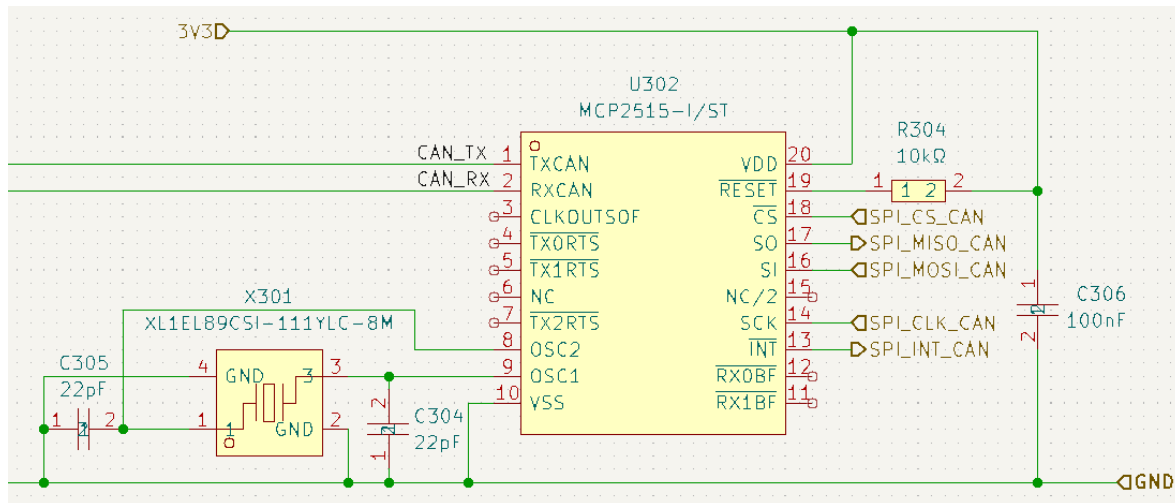 3V3
U302
MCP2515-I/ST
R304
10kΩ
CAN_TX 1 TXCAN VDD 20
CAN_RX 2 RXCAN RESET 19 1 1 2 2
3 CLKOUTSOF CS 18 SPI_CS_CAN
4 TX0RTS SO 17 SPI_MISO_CAN
5 TX1RTS SI 16 SPI_MOSI_CAN
6 NC NC/2 15
7 TX2RTS SCK 14 SPI_CLK_CAN
8 OSC2 INT 13 SPI_INT_CAN
9 OSC1 RX0BF 12
10 VSS RX1BF 11
X301
XL1EL89CSI-111YLC-8M
C305
22pF
1 2
4 GND 3 3
1 1 GND 2
2
C304
22pF
1
1
C306
100nF
2
GND